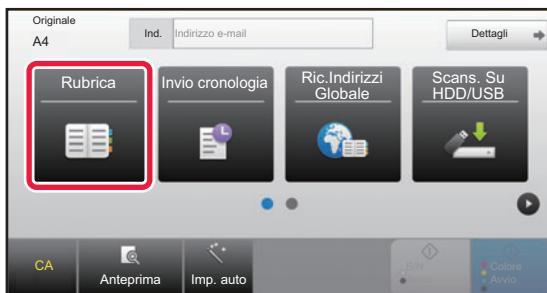 Originale
A4
Ind.
Indirizzo e-mail
Dettagli
Rubrica
Invio cronologia
Ric.Indirizzi
Globale
Scans. Su
HDD/USB
CA
Anteprima
Imp. auto
B/N
Avvio
Colore
Avvio